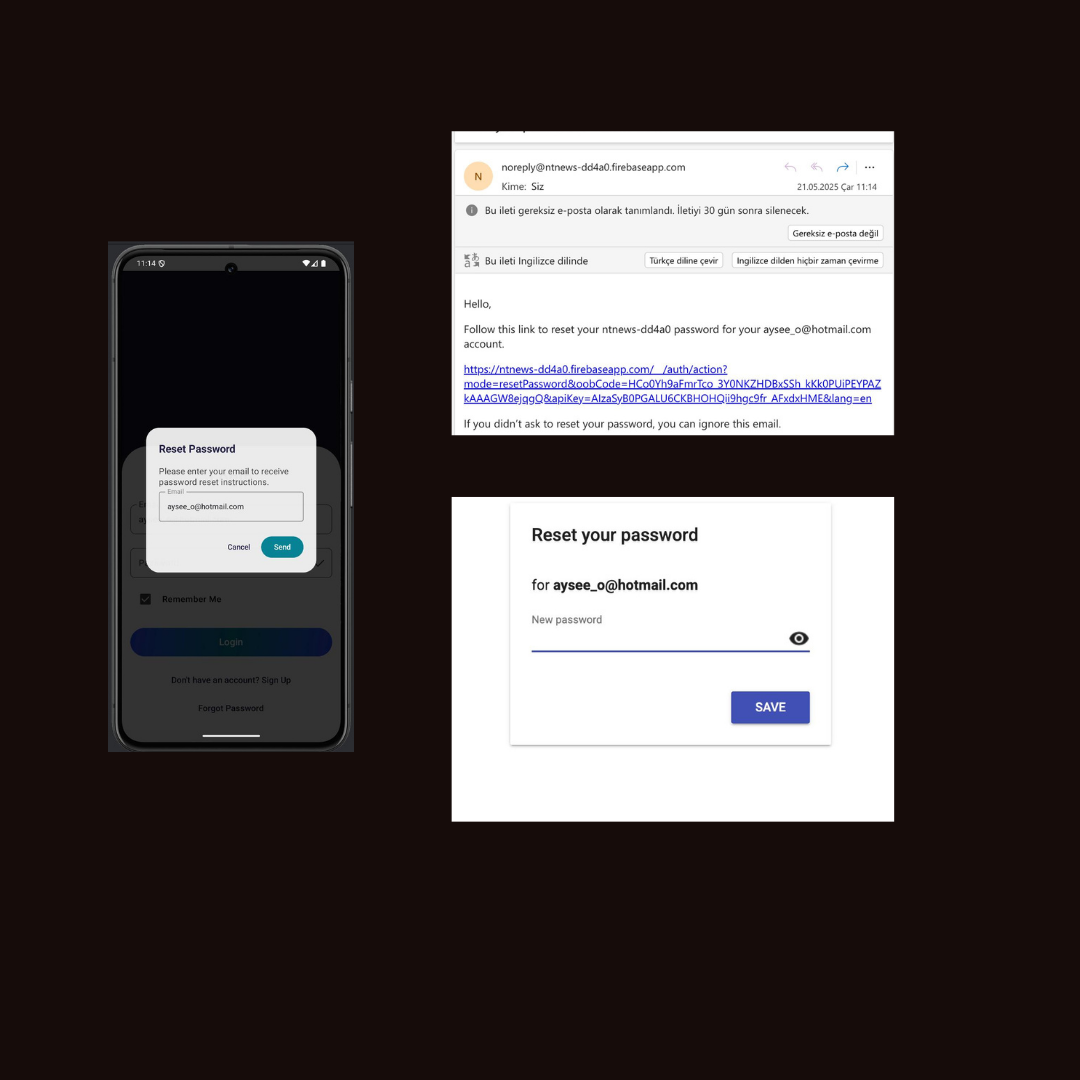 11:14
Reset Password
Please enter your email to receive
password reset instructions.
Email
aysee_o@hotmail.com
Cancel
Send
Remember Me
Login
Don't have an account? Sign Up
Forgot Password
N
noreply@ntnews-dd4a0.firebaseapp.com
Kime: Siz
21.05.2025 Çar 11:14
Bu ileti gereksiz e-posta olarak tanımlandı. İletiyi 30 gün sonra silenecek.
Gereksiz e-posta değil
Bu ileti Ingilizce dilinde
Türkçe diline çevir
Ingilizce dilden hiçbir zaman çevirme
Hello,
Follow this link to reset your ntnews-dd4a0 password for your aysee_o@hotmail.com
account.
https://ntnews-dd4a0.firebaseapp.com/__/auth/action?
mode=resetPassword&oobCode=HCo0Yh9aFmrTco_3Y0NKZHDBxSSh_kKk0PUiPEYPAZ
kAAAGW8ejqgQ&apiKey=AIzaSyB0PGALU6CKBHOHQii9hgc9fr_AFxdxHME&lang=en
If you didn't ask to reset your password, you can ignore this email.
Reset your password
for aysee_o@hotmail.com
New password
SAVE